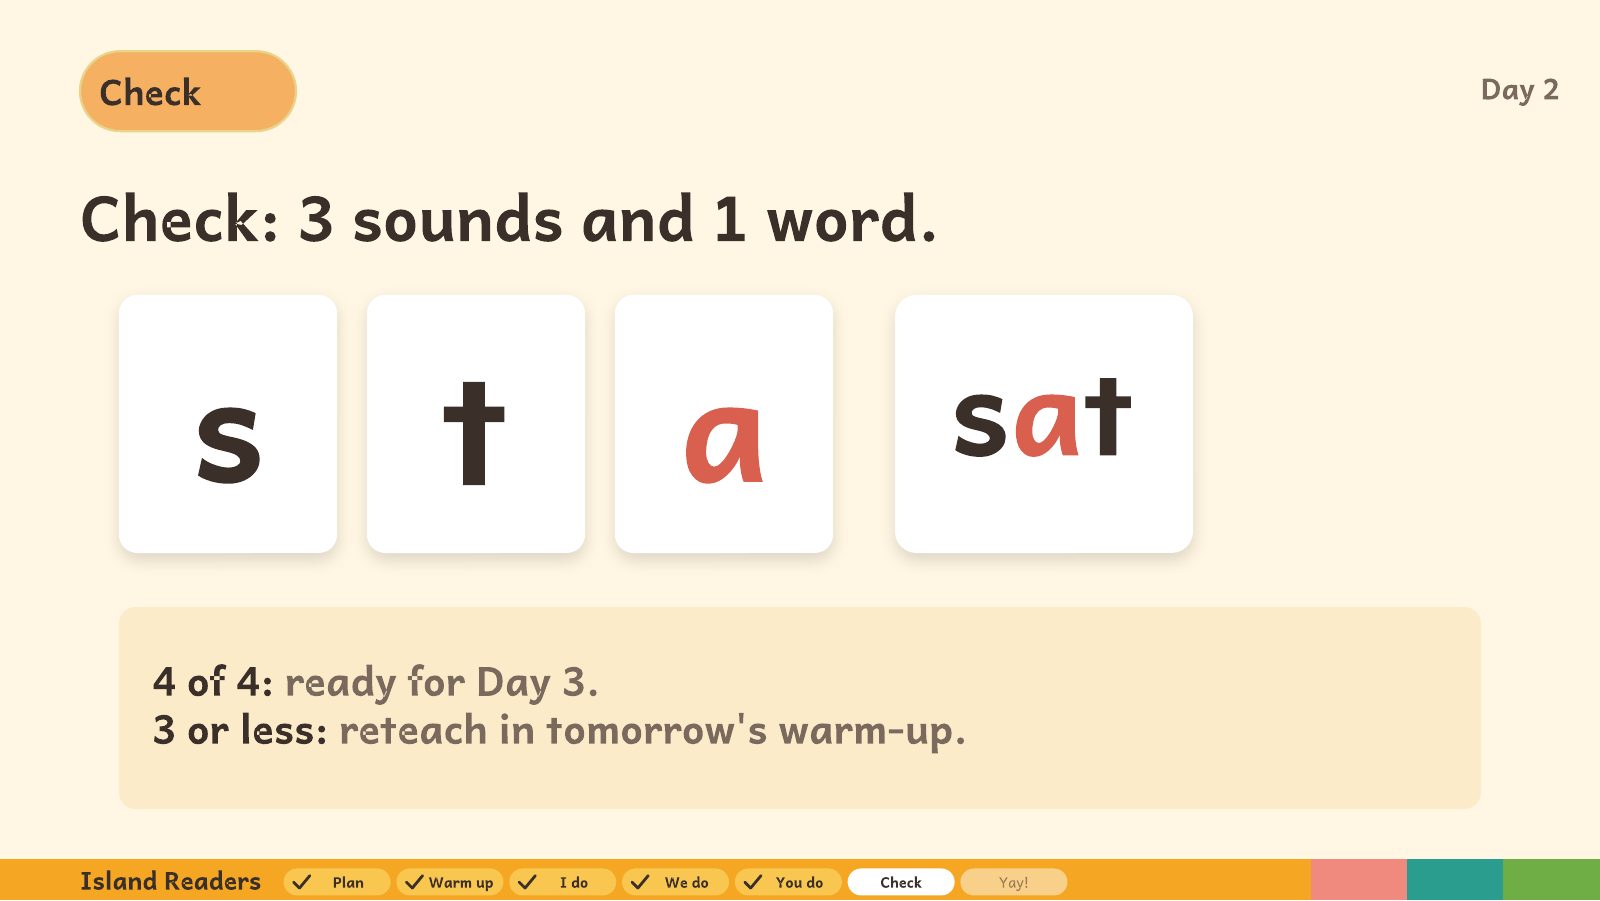 Check
Day 2
Check: 3 sounds and 1 word.
s t a sat
4 of 4: ready for Day 3.
3 or less: reteach in tomorrow's warm-up.
Island Readers Plan Warm up I do We do You do Check Yay!